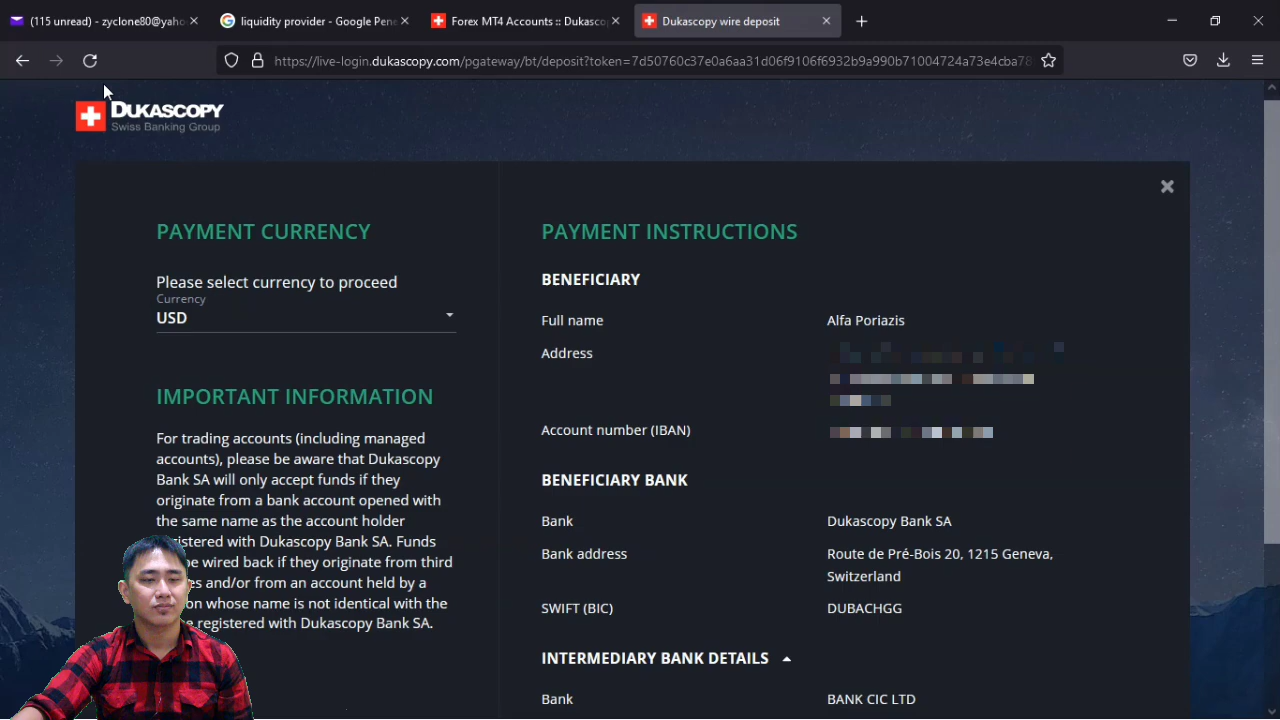 (115 unread) - zyclone80@yaho
liquidity provider - Google Pene
Forex MT4 Accounts :: Dukasco
Dukascopy wire deposit
https://live-login.dukascopy.com/pgateway/bt/deposit?token=7d50760c37e0a6aa31d06f9106f6932b9a990b71004724a73e4cba78
DUKASCOPY
Swiss Banking Group
PAYMENT CURRENCY
Please select currency to proceed
Currency
USD
IMPORTANT INFORMATION
For trading accounts (including managed
accounts), please be aware that Dukascopy
Bank SA will only accept funds if they
originate from a bank account opened with
the same name as the account holder
registered with Dukascopy Bank SA. Funds
be wired back if they originate from third
and/or from an account held by a
whose name is not identical with the
registered with Dukascopy Bank SA.
PAYMENT INSTRUCTIONS
BENEFICIARY
Full name
Alfa Poriazis
Address
Account number (IBAN)
BENEFICIARY BANK
Bank
Dukascopy Bank SA
Bank address
Route de Pré-Bois 20, 1215 Geneva,
Switzerland
SWIFT (BIC)
DUBACHGG
INTERMEDIARY BANK DETAILS
Bank
BANK CIC LTD